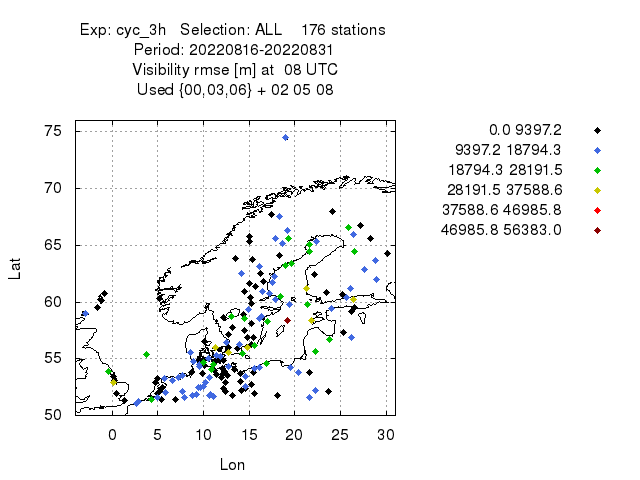 Exp: cyc_3h   Selection: ALL    176 stations
Period: 20220816-20220831
Visibility rmse [m] at  08 UTC
Used {00,03,06} + 02 05 08
0.0 9397.2
9397.2 18794.3
18794.3 28191.5
28191.5 37588.6
37588.6 46985.8
46985.8 56383.0
75
70
65
60
55
50
Lat
0 5 10 15 20 25 30
Lon